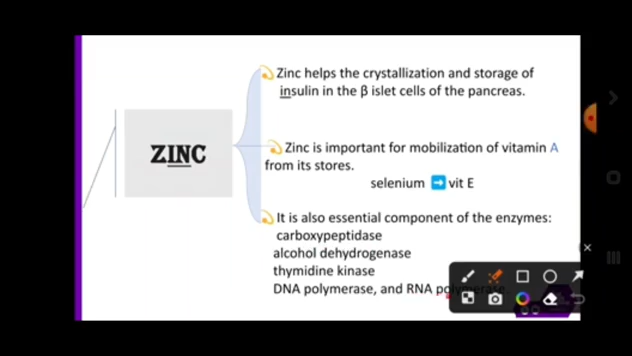 Zinc helps the crystallization and storage of
insulin in the β islet cells of the pancreas.
ZINC
Zinc is important for mobilization of vitamin A
from its stores.
selenium ➡ vit E
It is also essential component of the enzymes:
carboxypeptidase
alcohol dehydrogenase
thymidine kinase
DNA polymerase, and RNA polymerase.